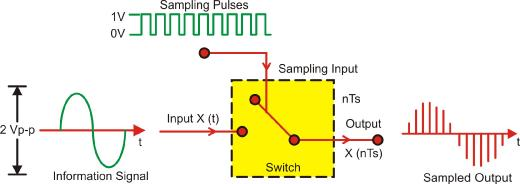 Sampling Pulses
1V
0V
Sampling Input
nTs
2 Vp-p
t
Input X (t)
Output
X (nTs)
t
Switch
Information Signal
Sampled Output